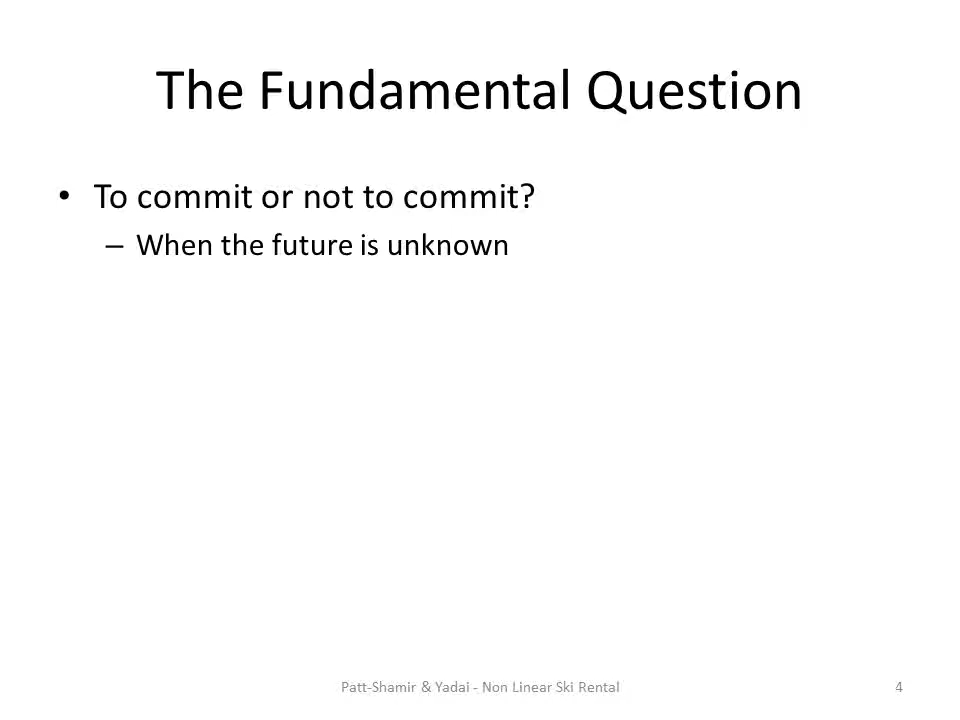 The Fundamental Question
• To commit or not to commit?
– When the future is unknown
Patt-Shamir & Yadai - Non Linear Ski Rental
4